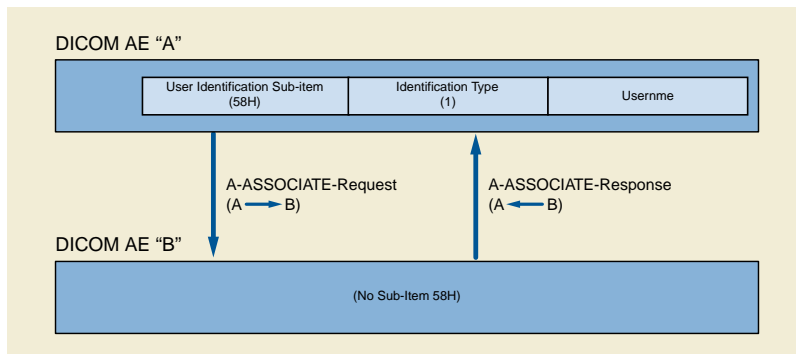 DICOM AE “A”
User Identification Sub-item
(58H)
Identification Type
(1)
Usernme
A-ASSOCIATE-Request
(A B)
A-ASSOCIATE-Response
(A B)
DICOM AE “B”
(No Sub-Item 58H)